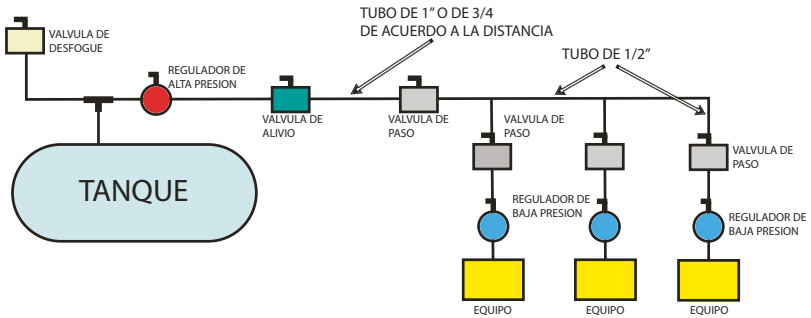 VALVULA DE
DESFOGUE
TUBO DE 1” O DE 3/4
DE ACUERDO A LA DISTANCIA
TUBO DE 1/2”
REGULADOR DE
ALTA PRESION
VALVULA DE
ALIVIO
VALVULA DE
PASO
VALVULA DE
PASO
VALVULA DE
PASO
TANQUE
REGULADOR DE
BAJA PRESION
REGULADOR DE
BAJA PRESION
EQUIPO
EQUIPO
EQUIPO